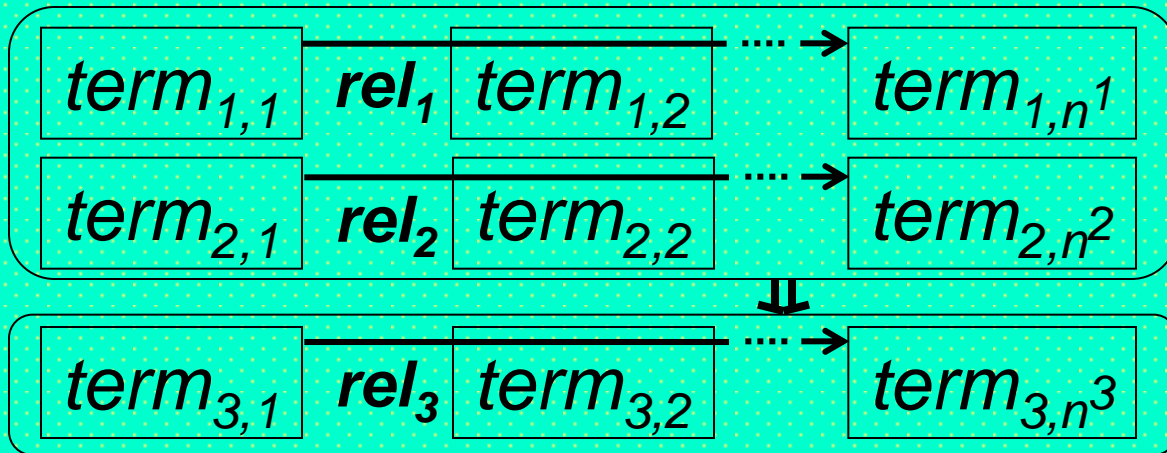 term1,1 rel1 term1,2 .... term1,n1
term2,1 rel2 term2,2 .... term2,n2
term3,1 rel3 term3,2 .... term3,n3